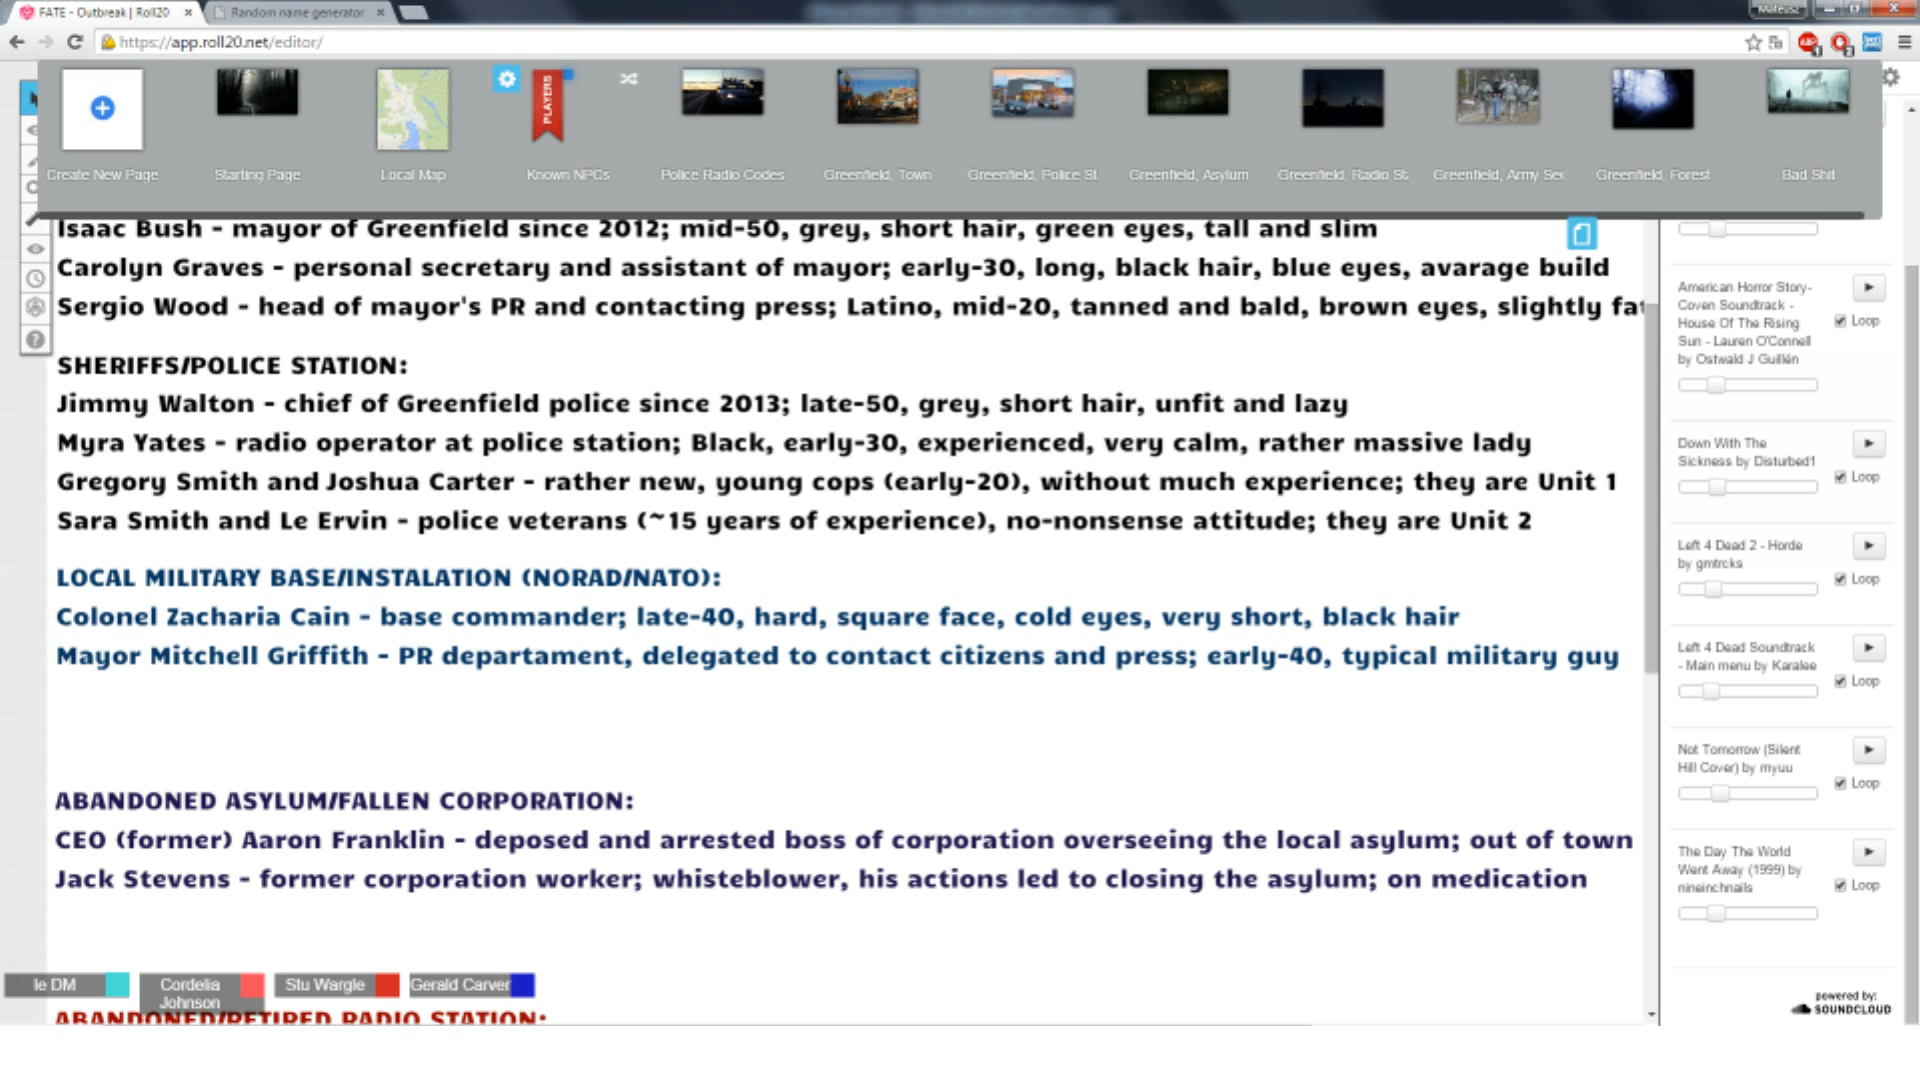 FATE - Outbreak | Roll20
Random name generator
Mateusz
https://app.roll20.net/editor/
PLAYERS
Create New Page
Starting Page
Local Map
Known NPCs
Police Radio Codes
Greenfield, Town
Greenfield, Police St
Greenfield, Asylum
Greenfield, Radio St
Greenfield, Army Sec
Greenfield, Forest
Bad Shit
Isaac Bush - mayor of Greenfield since 2012; mid-50, grey, short hair, green eyes, tall and slim
Carolyn Graves - personal secretary and assistant of mayor; early-30, long, black hair, blue eyes, avarage build
Sergio Wood - head of mayor's PR and contacting press; Latino, mid-20, tanned and bald, brown eyes, slightly fat
SHERIFFS/POLICE STATION:
Jimmy Walton - chief of Greenfield police since 2013; late-50, grey, short hair, unfit and lazy
Myra Yates - radio operator at police station; Black, early-30, experienced, very calm, rather massive lady
Gregory Smith and Joshua Carter - rather new, young cops (early-20), without much experience; they are Unit 1
Sara Smith and Le Ervin - police veterans (~15 years of experience), no-nonsense attitude; they are Unit 2
LOCAL MILITARY BASE/INSTALATION (NORAD/NATO):
Colonel Zacharia Cain - base commander; late-40, hard, square face, cold eyes, very short, black hair
Mayor Mitchell Griffith - PR departament, delegated to contact citizens and press; early-40, typical military guy
ABANDONED ASYLUM/FALLEN CORPORATION:
CEO (former) Aaron Franklin - deposed and arrested boss of corporation overseeing the local asylum; out of town
Jack Stevens - former corporation worker; whisteblower, his actions led to closing the asylum; on medication
ABANDONED/RETIRED RADIO STATION:
le DM
Cordelia
Johnson
Stu Wargle
Gerald Carver
American Horror Story-
Coven Soundtrack -
House Of The Rising
Sun - Lauren O'Connell
by Ostwald J Guillén
Loop
Down With The
Sickness by Disturbed1
Loop
Left 4 Dead 2 - Horde
by gmtrcks
Loop
Left 4 Dead Soundtrack
- Main menu by Karalee
Loop
Not Tomorrow (Silent
Hill Cover) by myuu
Loop
The Day The World
Went Away (1999) by
nineinchnails
Loop
powered by:
SOUNDCLOUD